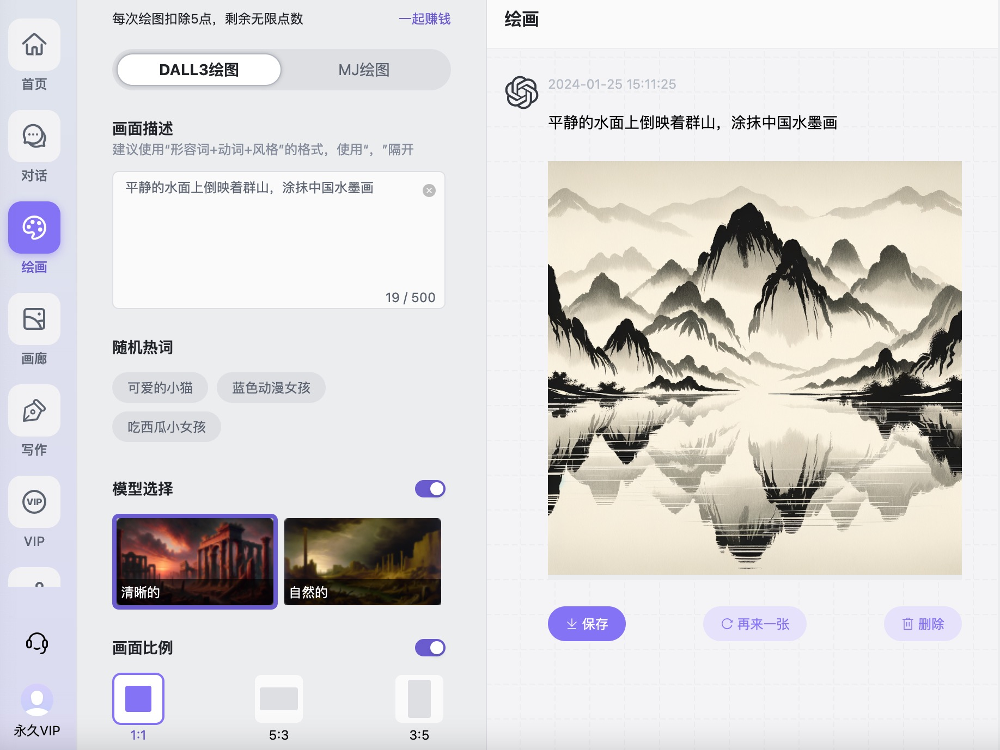 首页
对话
绘画
画廊
写作
VIP
VIP
永久VIP
每次绘图扣除5点，剩余无限点数
一起赚钱
DALL3绘图
MJ绘图
画面描述
建议使用“形容词+动词+风格”的格式，使用“，”隔开
平静的水面上倒映着群山，涂抹中国水墨画
19 / 500
随机热词
可爱的小猫
蓝色动漫女孩
吃西瓜小女孩
模型选择
清晰的
自然的
画面比例
1:1
5:3
3:5
绘画
2024-01-25 15:11:25
平静的水面上倒映着群山，涂抹中国水墨画
保存
再来一张
删除